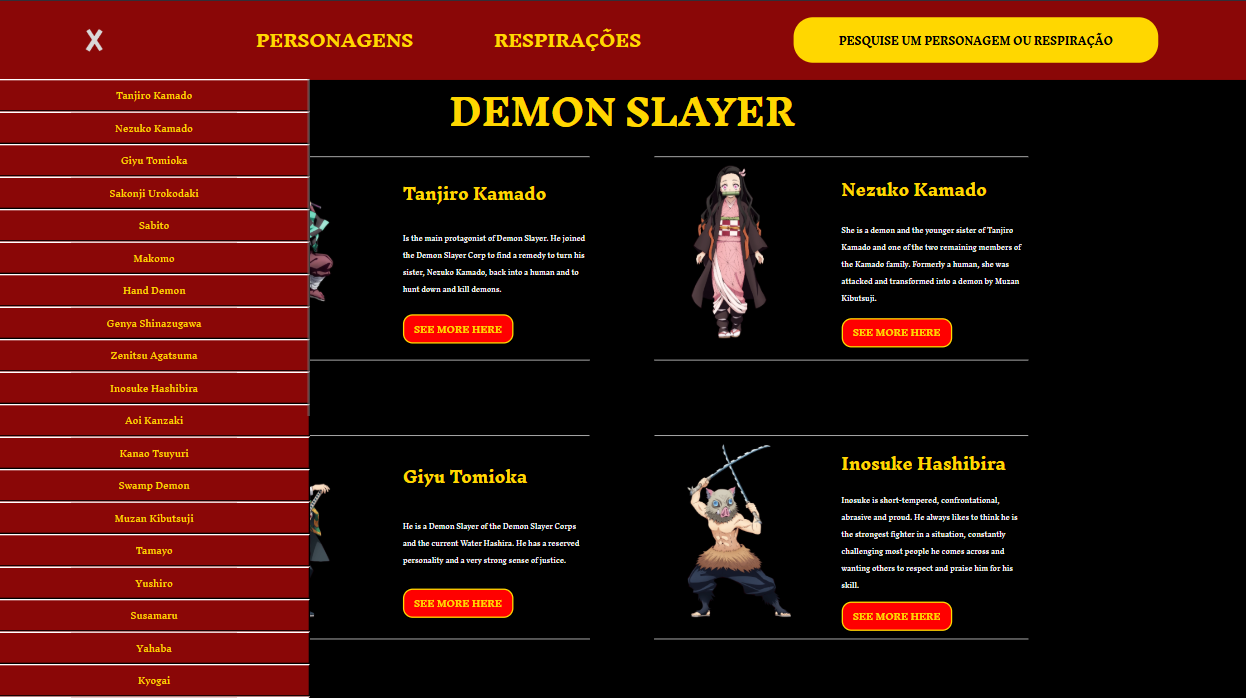 X
PERSONAGENS
RESPIRAÇÕES
PESQUISE UM PERSONAGEM OU RESPIRAÇÃO
Tanjiro Kamado
Nezuko Kamado
Giyu Tomioka
Sakonji Urokodaki
Sabito
Makomo
Hand Demon
Genya Shinazugawa
Zenitsu Agatsuma
Inosuke Hashibira
Aoi Kanzaki
Kanao Tsuyuri
Swamp Demon
Muzan Kibutsuji
Tamayo
Yushiro
Susamaru
Yahaba
Kyogai
DEMON SLAYER
Tanjiro Kamado
Is the main protagonist of Demon Slayer. He joined
the Demon Slayer Corp to find a remedy to turn his
sister, Nezuko Kamado, back into a human and to
hunt down and kill demons.
SEE MORE HERE
Nezuko Kamado
She is a demon and the younger sister of Tanjiro
Kamado and one of the two remaining members of
the Kamado family. Formerly a human, she was
attacked and transformed into a demon by Muzan
Kibutsuji.
SEE MORE HERE
Giyu Tomioka
He is a Demon Slayer of the Demon Slayer Corps
and the current Water Hashira. He has a reserved
personality and a very strong sense of justice.
SEE MORE HERE
Inosuke Hashibira
Inosuke is short-tempered, confrontational,
abrasive and proud. He always likes to think he is
the strongest fighter in a situation, constantly
challenging most people he comes across and
wanting others to respect and praise him for his
skill.
SEE MORE HERE